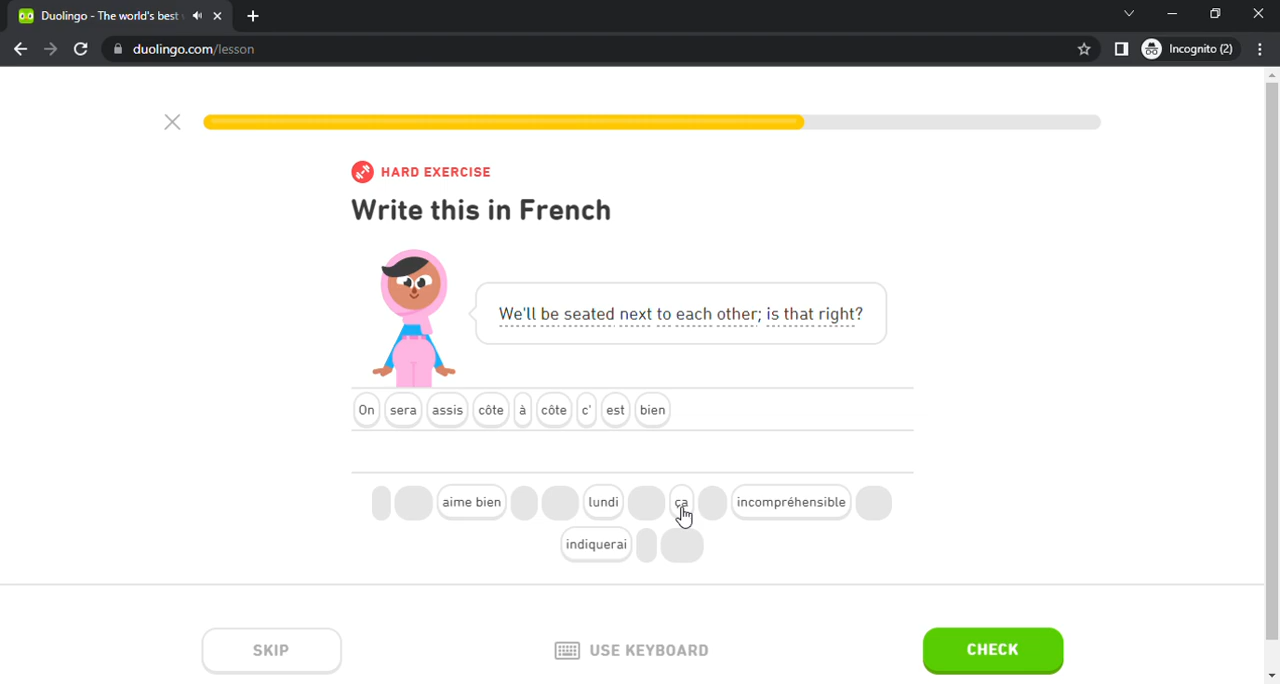 Duolingo - The world's best
duolingo.com/lesson
Incognito (2)
HARD EXERCISE
Write this in French
We'll be seated next to each other; is that right?
On sera assis côte à côte c' est bien
aime bien lundi ça incompréhensible
indiquerai
SKIP
USE KEYBOARD
CHECK